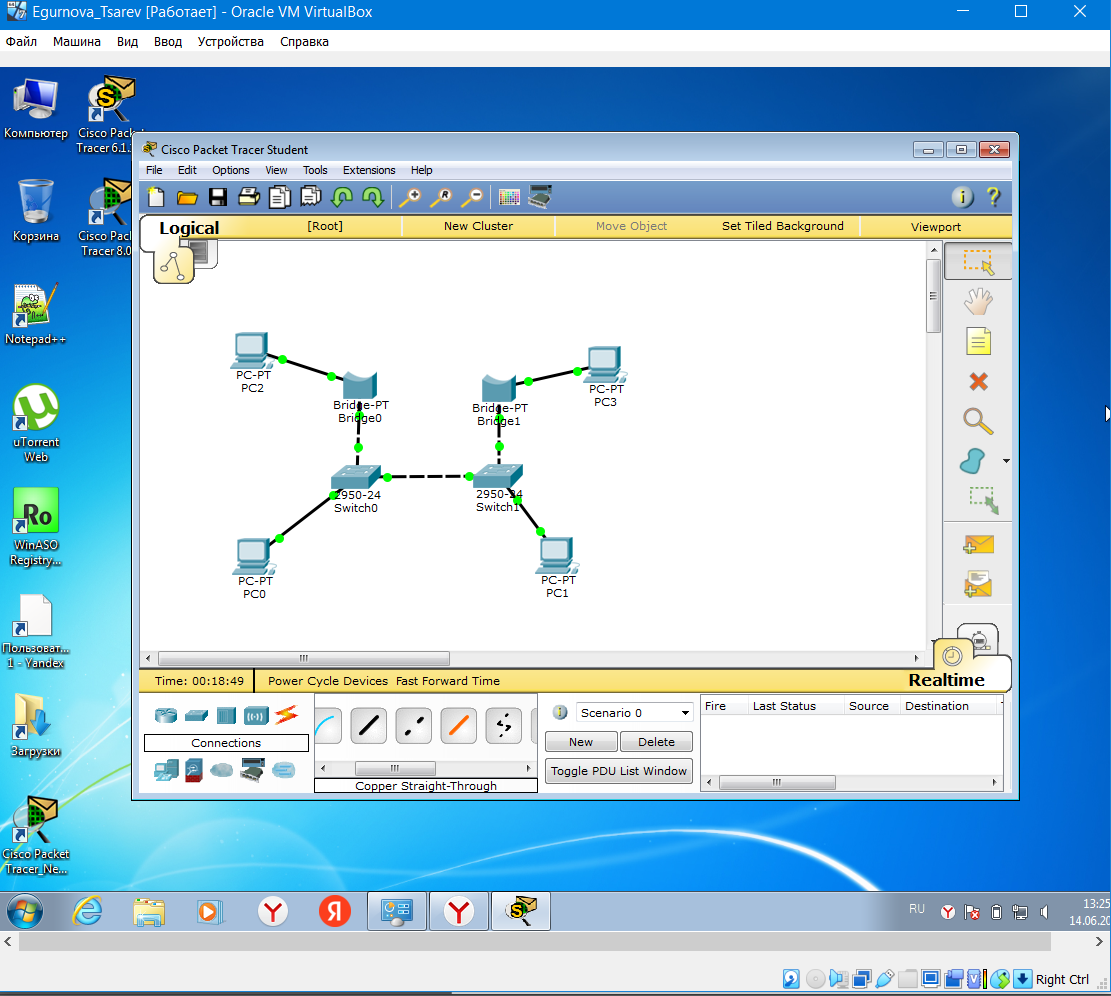 Egurnova_Tsarev [Работает] - Oracle VM VirtualBox
Файл Машина Вид Ввод Устройства Справка
Компьютер
Cisco Pack
Tracer 6.1.
Корзина
Cisco Pac
Tracer 8.0
Notepad++
µTorrent
Web
Ro
WinASO
Registry...
Пользоват...
1 - Yandex
Загрузки
Cisco Packet
Tracer_Ne...
Cisco Packet Tracer Student
File Edit Options View Tools Extensions Help
Logical [Root] New Cluster Move Object Set Tiled Background Viewport
PC-PT
PC2
Bridge-PT
Bridge0
Bridge-PT
Bridge1
PC-PT
PC3
2950-24
Switch0
2950-24
Switch1
PC-PT
PC0
PC-PT
PC1
Time: 00:18:49 Power Cycle Devices Fast Forward Time Realtime
Connections
Copper Straight-Through
Scenario 0
New Delete
Toggle PDU List Window
Fire Last Status Source Destination
RU
13:25
14.06.20
Right Ctrl